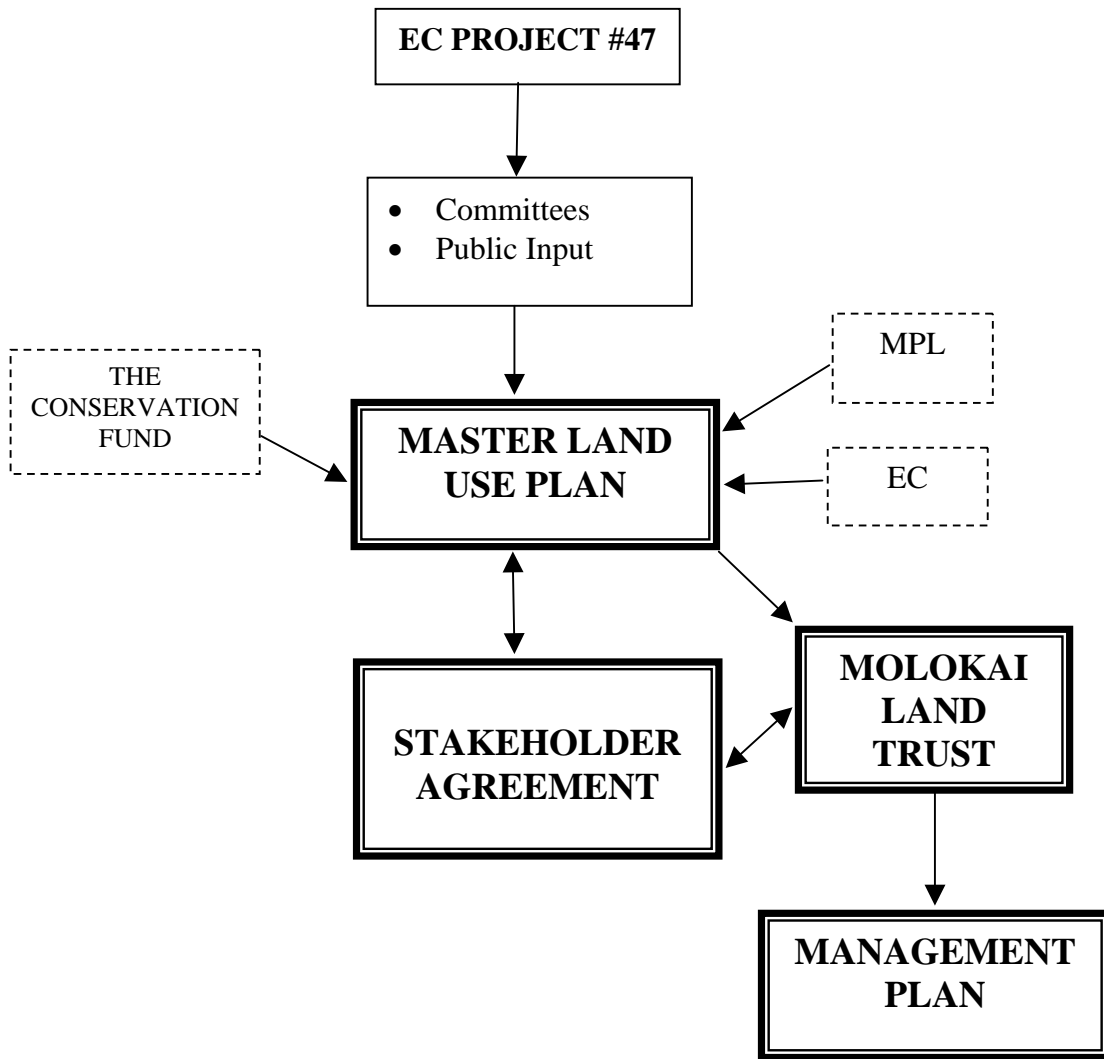 EC PROJECT #47
• Committees
• Public Input
THE
CONSERVATION
FUND
MPL
MASTER LAND
USE PLAN
EC
STAKEHOLDER
AGREEMENT
MOLOKAI
LAND
TRUST
MANAGEMENT
PLAN